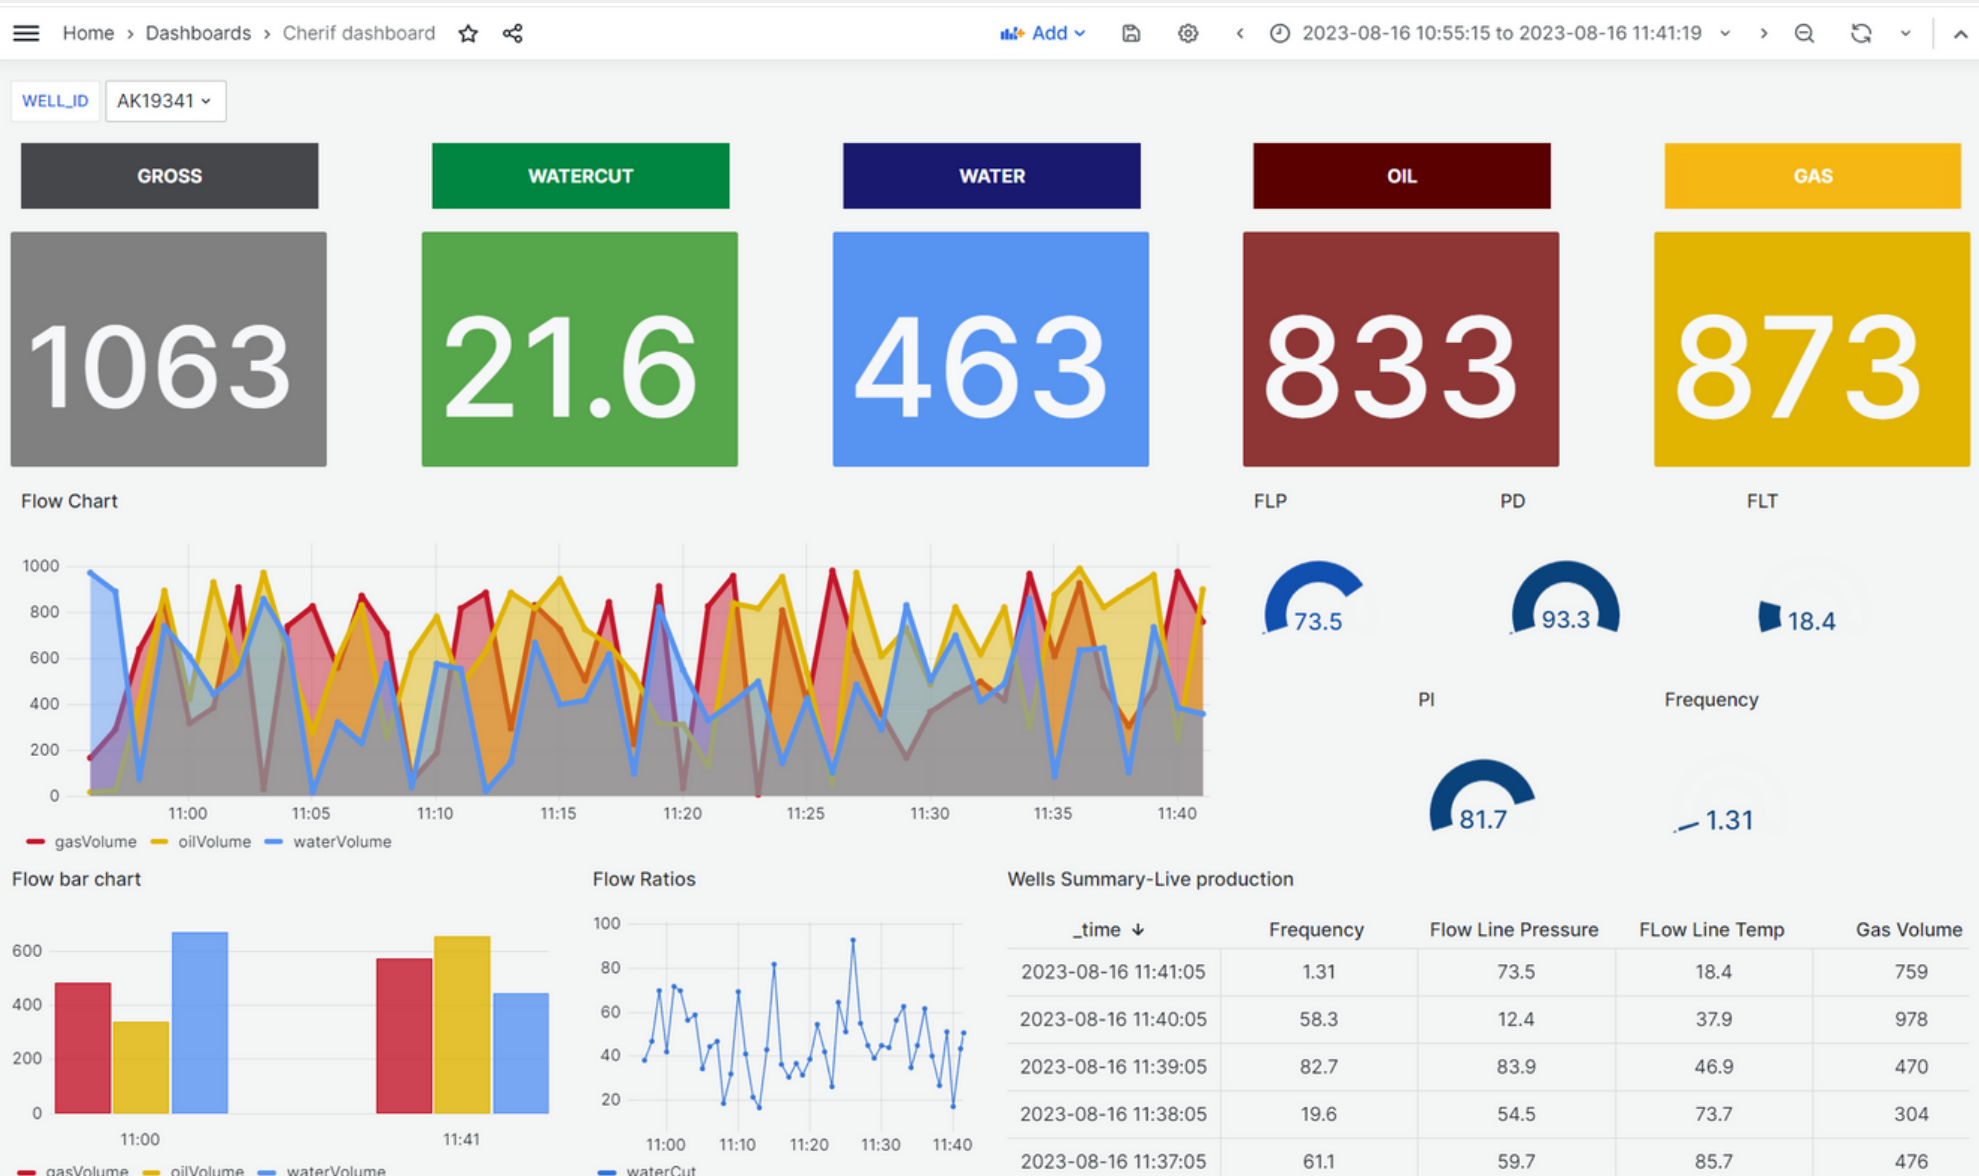 Home › Dashboards › Cherif dashboard
Add
2023-08-16 10:55:15 to 2023-08-16 11:41:19
WELL_ID AK19341
GROSS WATERCUT WATER OIL GAS
1063 21.6 463 833 873
Flow Chart
1000
800
600
400
200
0
11:00 11:05 11:10 11:15 11:20 11:25 11:30 11:35 11:40
gasVolume oilVolume waterVolume
FLP PD FLT
73.5 93.3 18.4
PI Frequency
81.7 1.31
Flow bar chart
600
400
200
0
11:00 11:41
gasVolume oilVolume waterVolume
Flow Ratios
100
80
60
40
20
11:00 11:10 11:20 11:30 11:40
waterCut
Wells Summary-Live production
_time Frequency Flow Line Pressure FLow Line Temp Gas Volume
2023-08-16 11:41:05 1.31 73.5 18.4 759
2023-08-16 11:40:05 58.3 12.4 37.9 978
2023-08-16 11:39:05 82.7 83.9 46.9 470
2023-08-16 11:38:05 19.6 54.5 73.7 304
2023-08-16 11:37:05 61.1 59.7 85.7 476